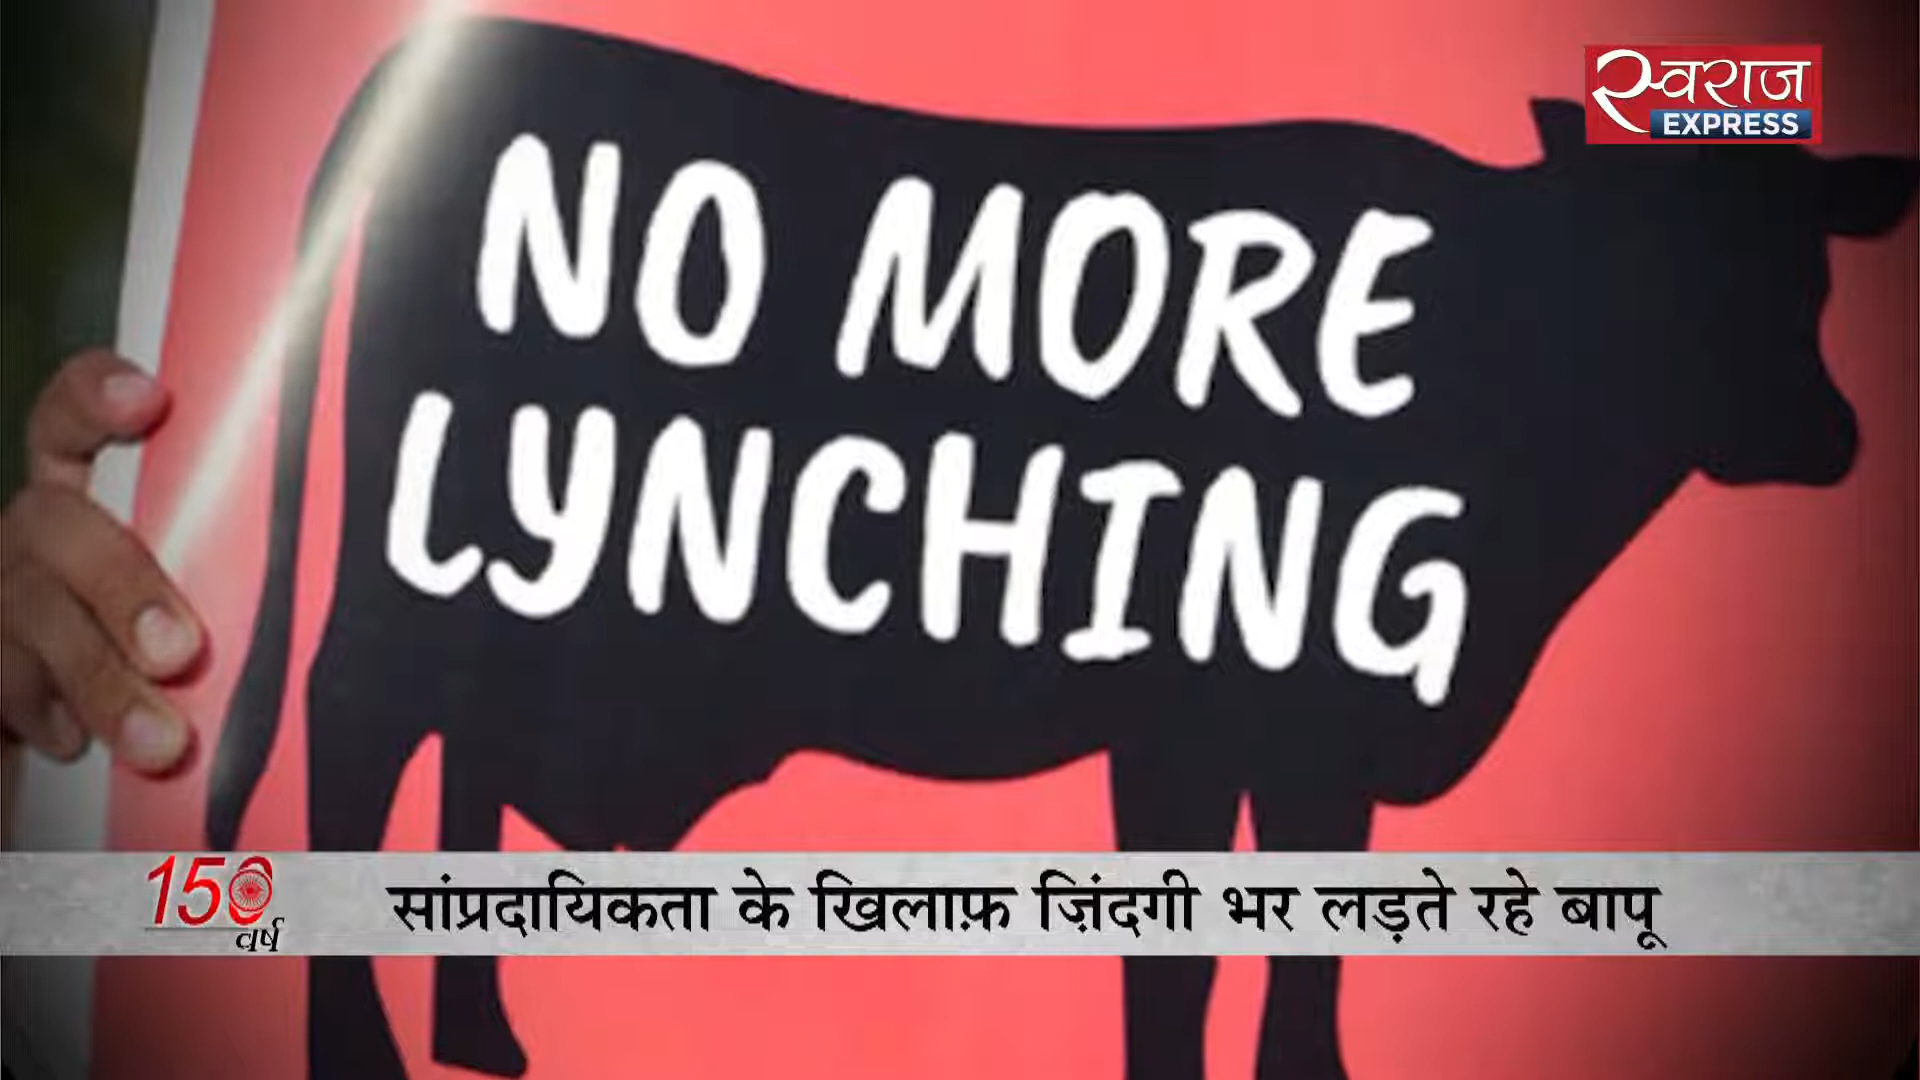 स्वराज
EXPRESS
NO MORE
LYNCHING
150
वर्ष
सांप्रदायिकता के खिलाफ़ ज़िंदगी भर लड़ते रहे बापू